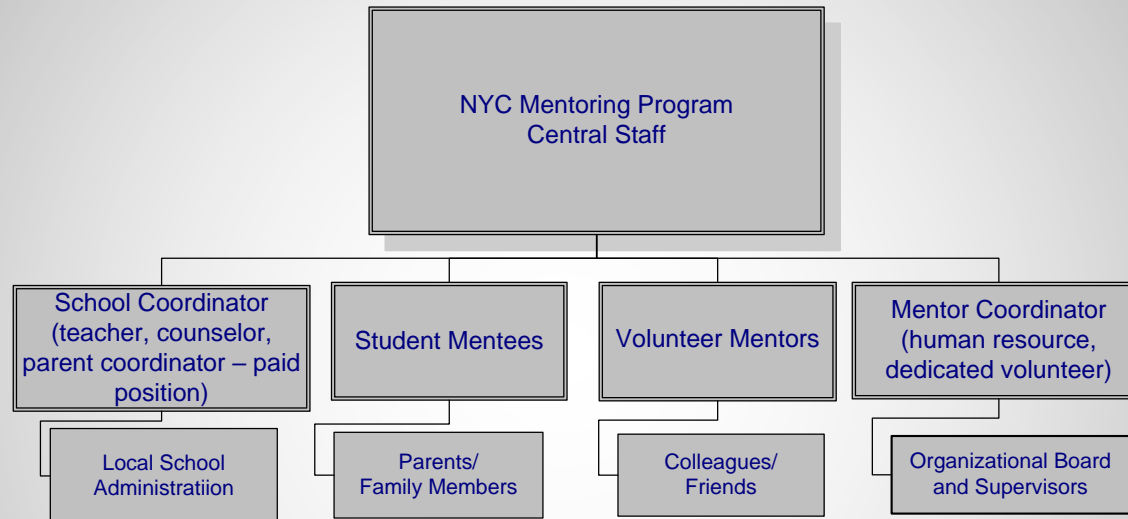 NYC Mentoring Program
Central Staff
School Coordinator
(teacher, counselor,
parent coordinator – paid
position)
Student Mentees
Volunteer Mentors
Mentor Coordinator
(human resource,
dedicated volunteer)
Local School
Administratiion
Parents/
Family Members
Colleagues/
Friends
Organizational Board
and Supervisors